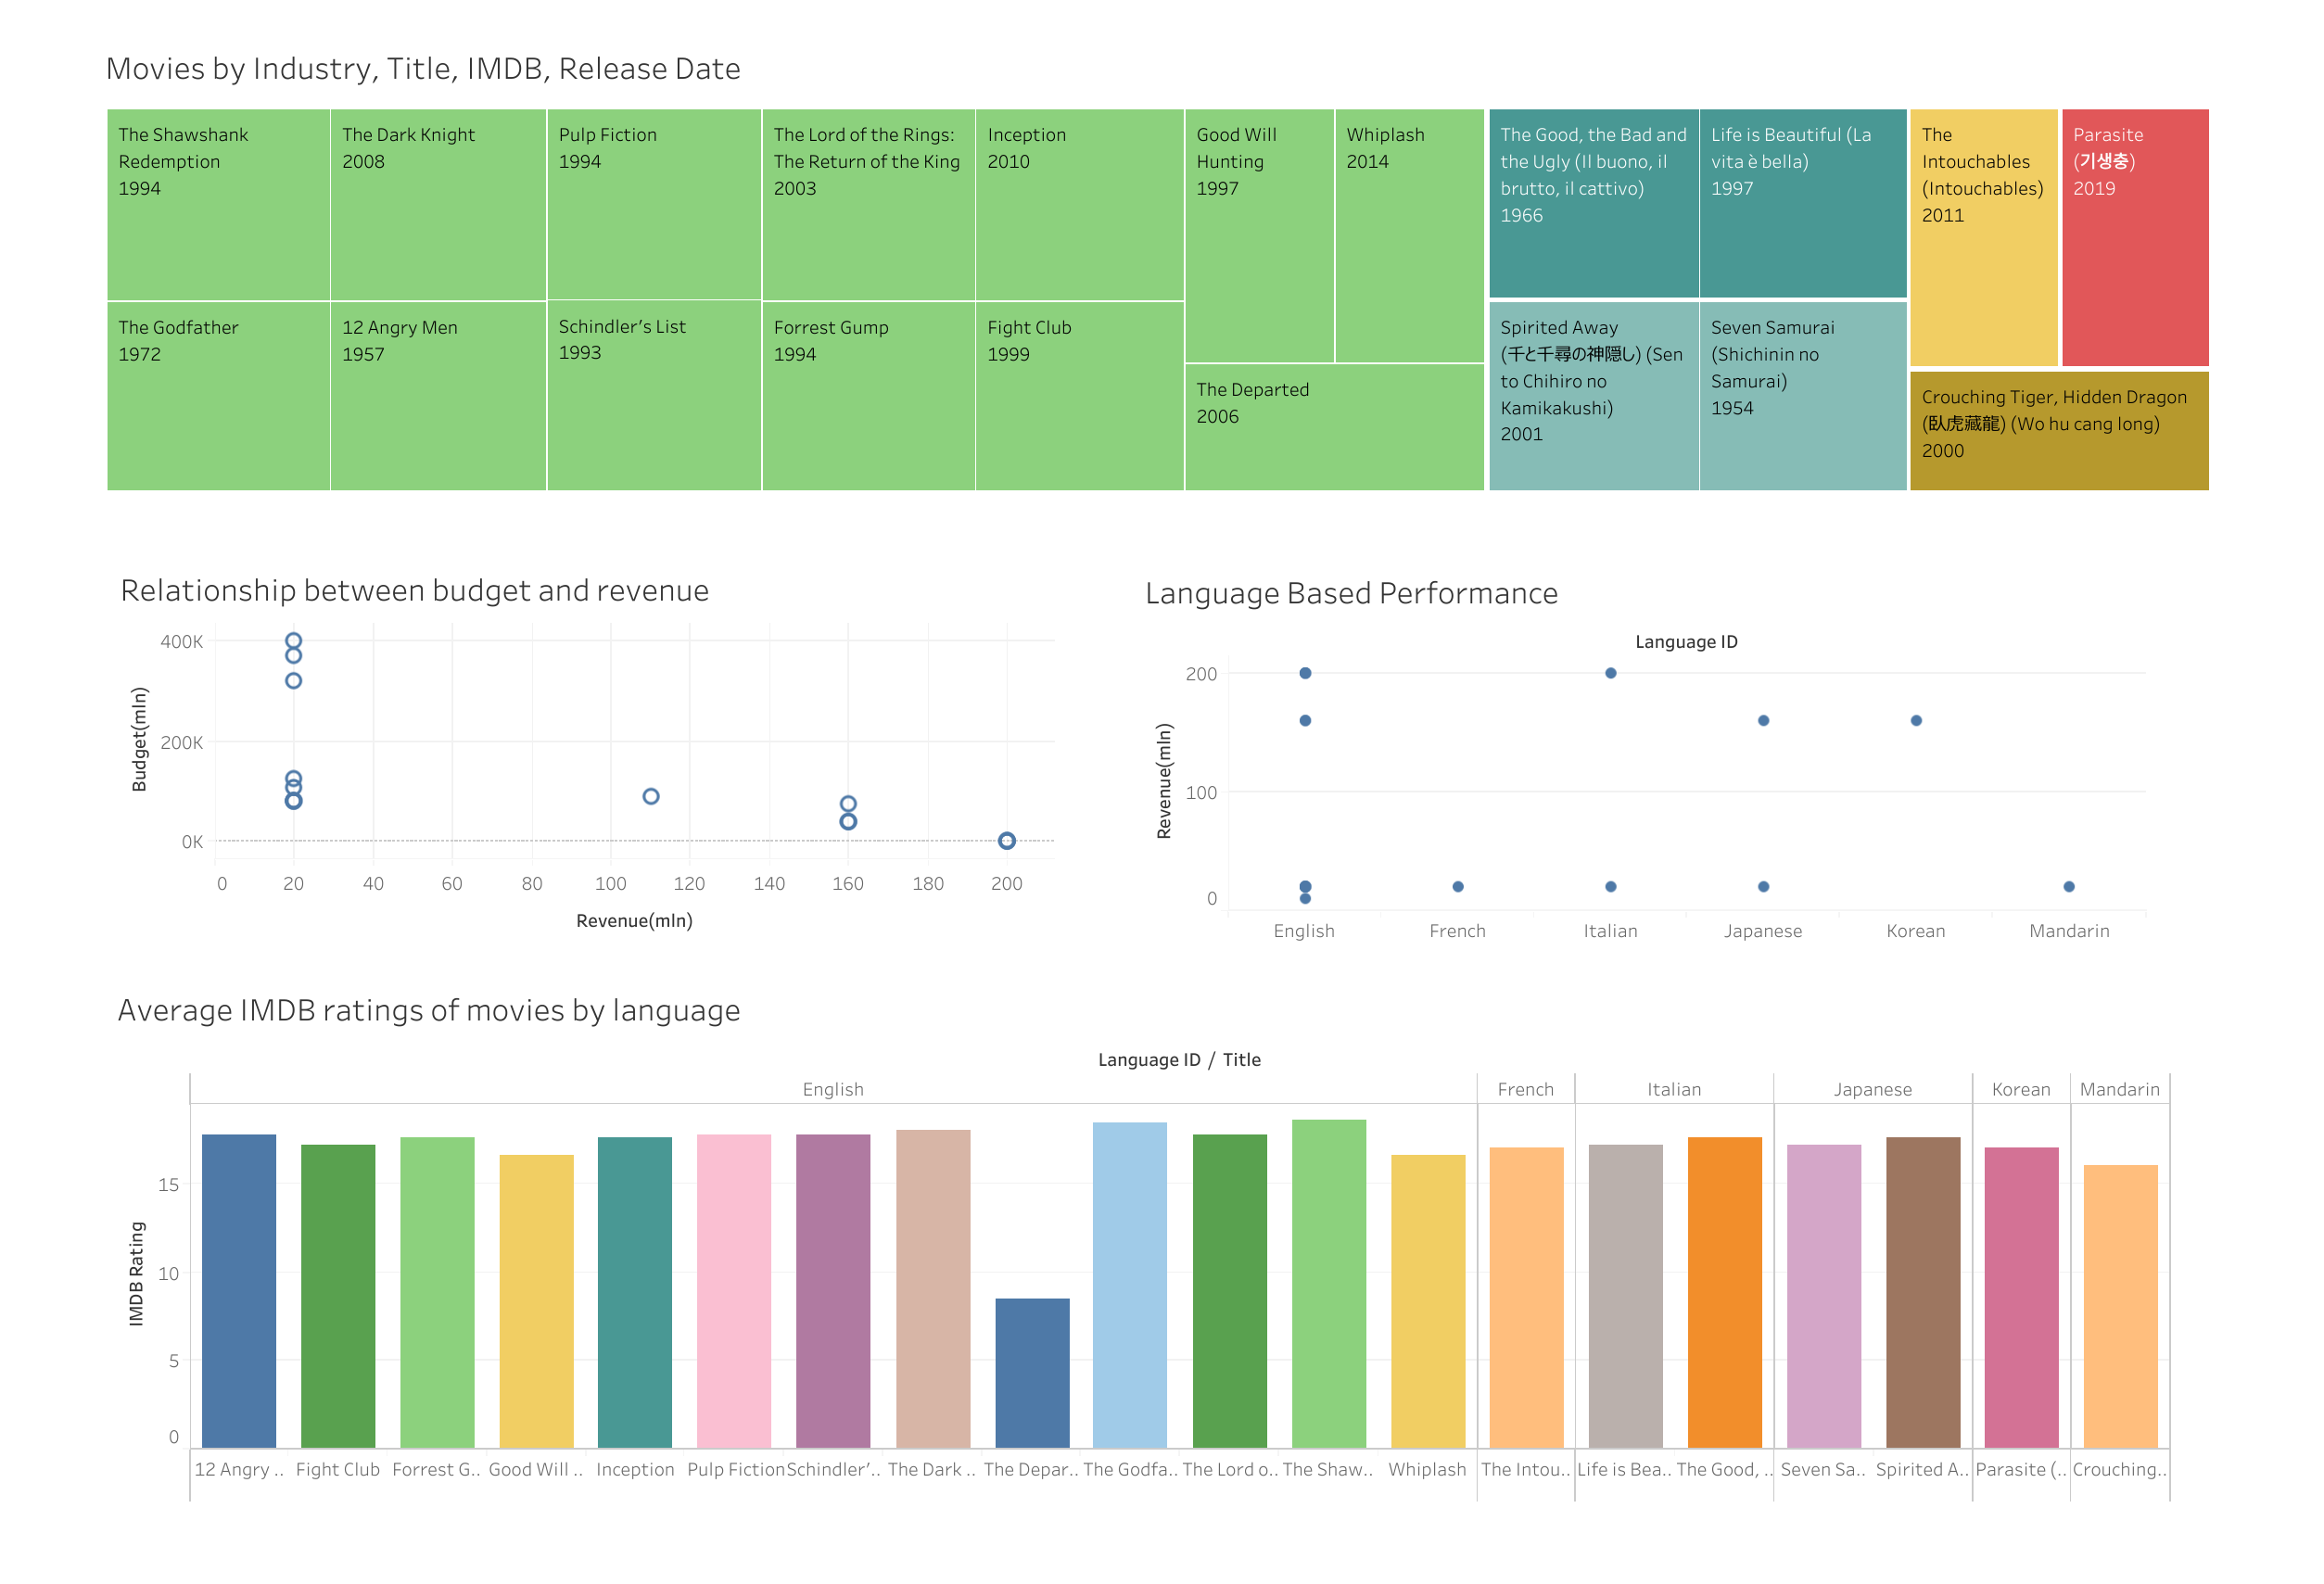 Movies by Industry, Title, IMDB, Release Date
The Shawshank
Redemption
1994
The Dark Knight
2008
Pulp Fiction
1994
The Lord of the Rings:
The Return of the King
2003
Inception
2010
Good Will
Hunting
1997
Whiplash
2014
The Good, the Bad and
the Ugly (Il buono, il
brutto, il cattivo)
1966
Life is Beautiful (La
vita è bella)
1997
The
Intouchables
(Intouchables)
2011
Parasite
(기생충)
2019
The Godfather
1972
12 Angry Men
1957
Schindler’s List
1993
Forrest Gump
1994
Fight Club
1999
The Departed
2006
Spirited Away
(千と千尋の神隠し) (Sen
to Chihiro no
Kamikakushi)
2001
Seven Samurai
(Shichinin no
Samurai)
1954
Crouching Tiger, Hidden Dragon
(臥虎藏龍) (Wo hu cang long)
2000
Relationship between budget and revenue
400K
200K
0K
Budget(mln)
0 20 40 60 80 100 120 140 160 180 200
Revenue(mln)
Language Based Performance
Language ID
200
100
0
Revenue(mln)
English French Italian Japanese Korean Mandarin
Average IMDB ratings of movies by language
Language ID / Title
English French Italian Japanese Korean Mandarin
15
10
5
0
IMDB Rating
12 Angry .. Fight Club Forrest G.. Good Will .. Inception Pulp Fiction Schindler’.. The Dark .. The Depar.. The Godfa.. The Lord o.. The Shaw.. Whiplash The Intou.. Life is Bea.. The Good, .. Seven Sa.. Spirited A.. Parasite (.. Crouching..